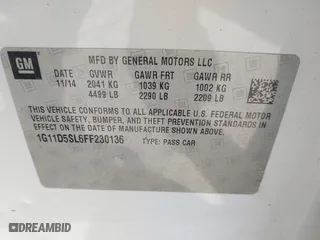 GM
MFD BY GENERAL MOTORS LLC
DATE GVWR GAWR FRT GAWR RR
11/14 2041 KG 1039 KG 1002 KG
4499 LB 2290 LB 2209 LB
THIS VEHICLE CONFORMS TO ALL APPLICABLE U.S. FEDERAL MOTOR
VEHICLE SAFETY, BUMPER, AND THEFT PREVENTION STANDARDS IN
EFFECT ON THE DATE OF MANUFACTURE SHOWN ABOVE.
1G11D5SL6FF230136 TYPE: PASS CAR
© DIARBID AM